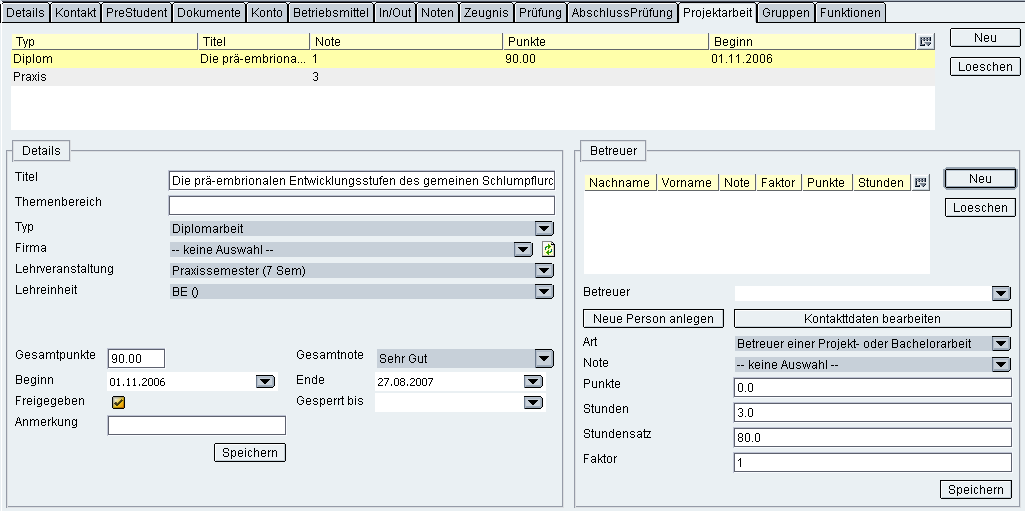 Details Kontakt PreStudent Dokumente Konto Betriebsmittel In/Out Noten Zeugnis Prüfung AbschlussPrüfung Projektarbeit Gruppen Funktionen
Typ Titel Note Punkte Beginn
Diplom Die prä-embriona... 1 90.00 01.11.2006
Praxis 3
Neu
Loeschen
Details
Titel Die prä-embrionalen Entwicklungsstufen des gemeinen Schlumpflurc
Themenbereich
Typ Diplomarbeit
Firma -- keine Auswahl --
Lehrveranstaltung Praxissemester (7 Sem)
Lehreinheit BE ()
Gesamtpunkte 90.00 Gesamtnote Sehr Gut
Beginn 01.11.2006 Ende 27.08.2007
Freigegeben Gesperrt bis
Anmerkung
Speichern
Betreuer
Nachname Vorname Note Faktor Punkte Stunden
Neu
Loeschen
Betreuer
Neue Person anlegen Kontakttdaten bearbeiten
Art Betreuer einer Projekt- oder Bachelorarbeit
Note -- keine Auswahl --
Punkte 0.0
Stunden 3.0
Stundensatz 80.0
Faktor 1
Speichern